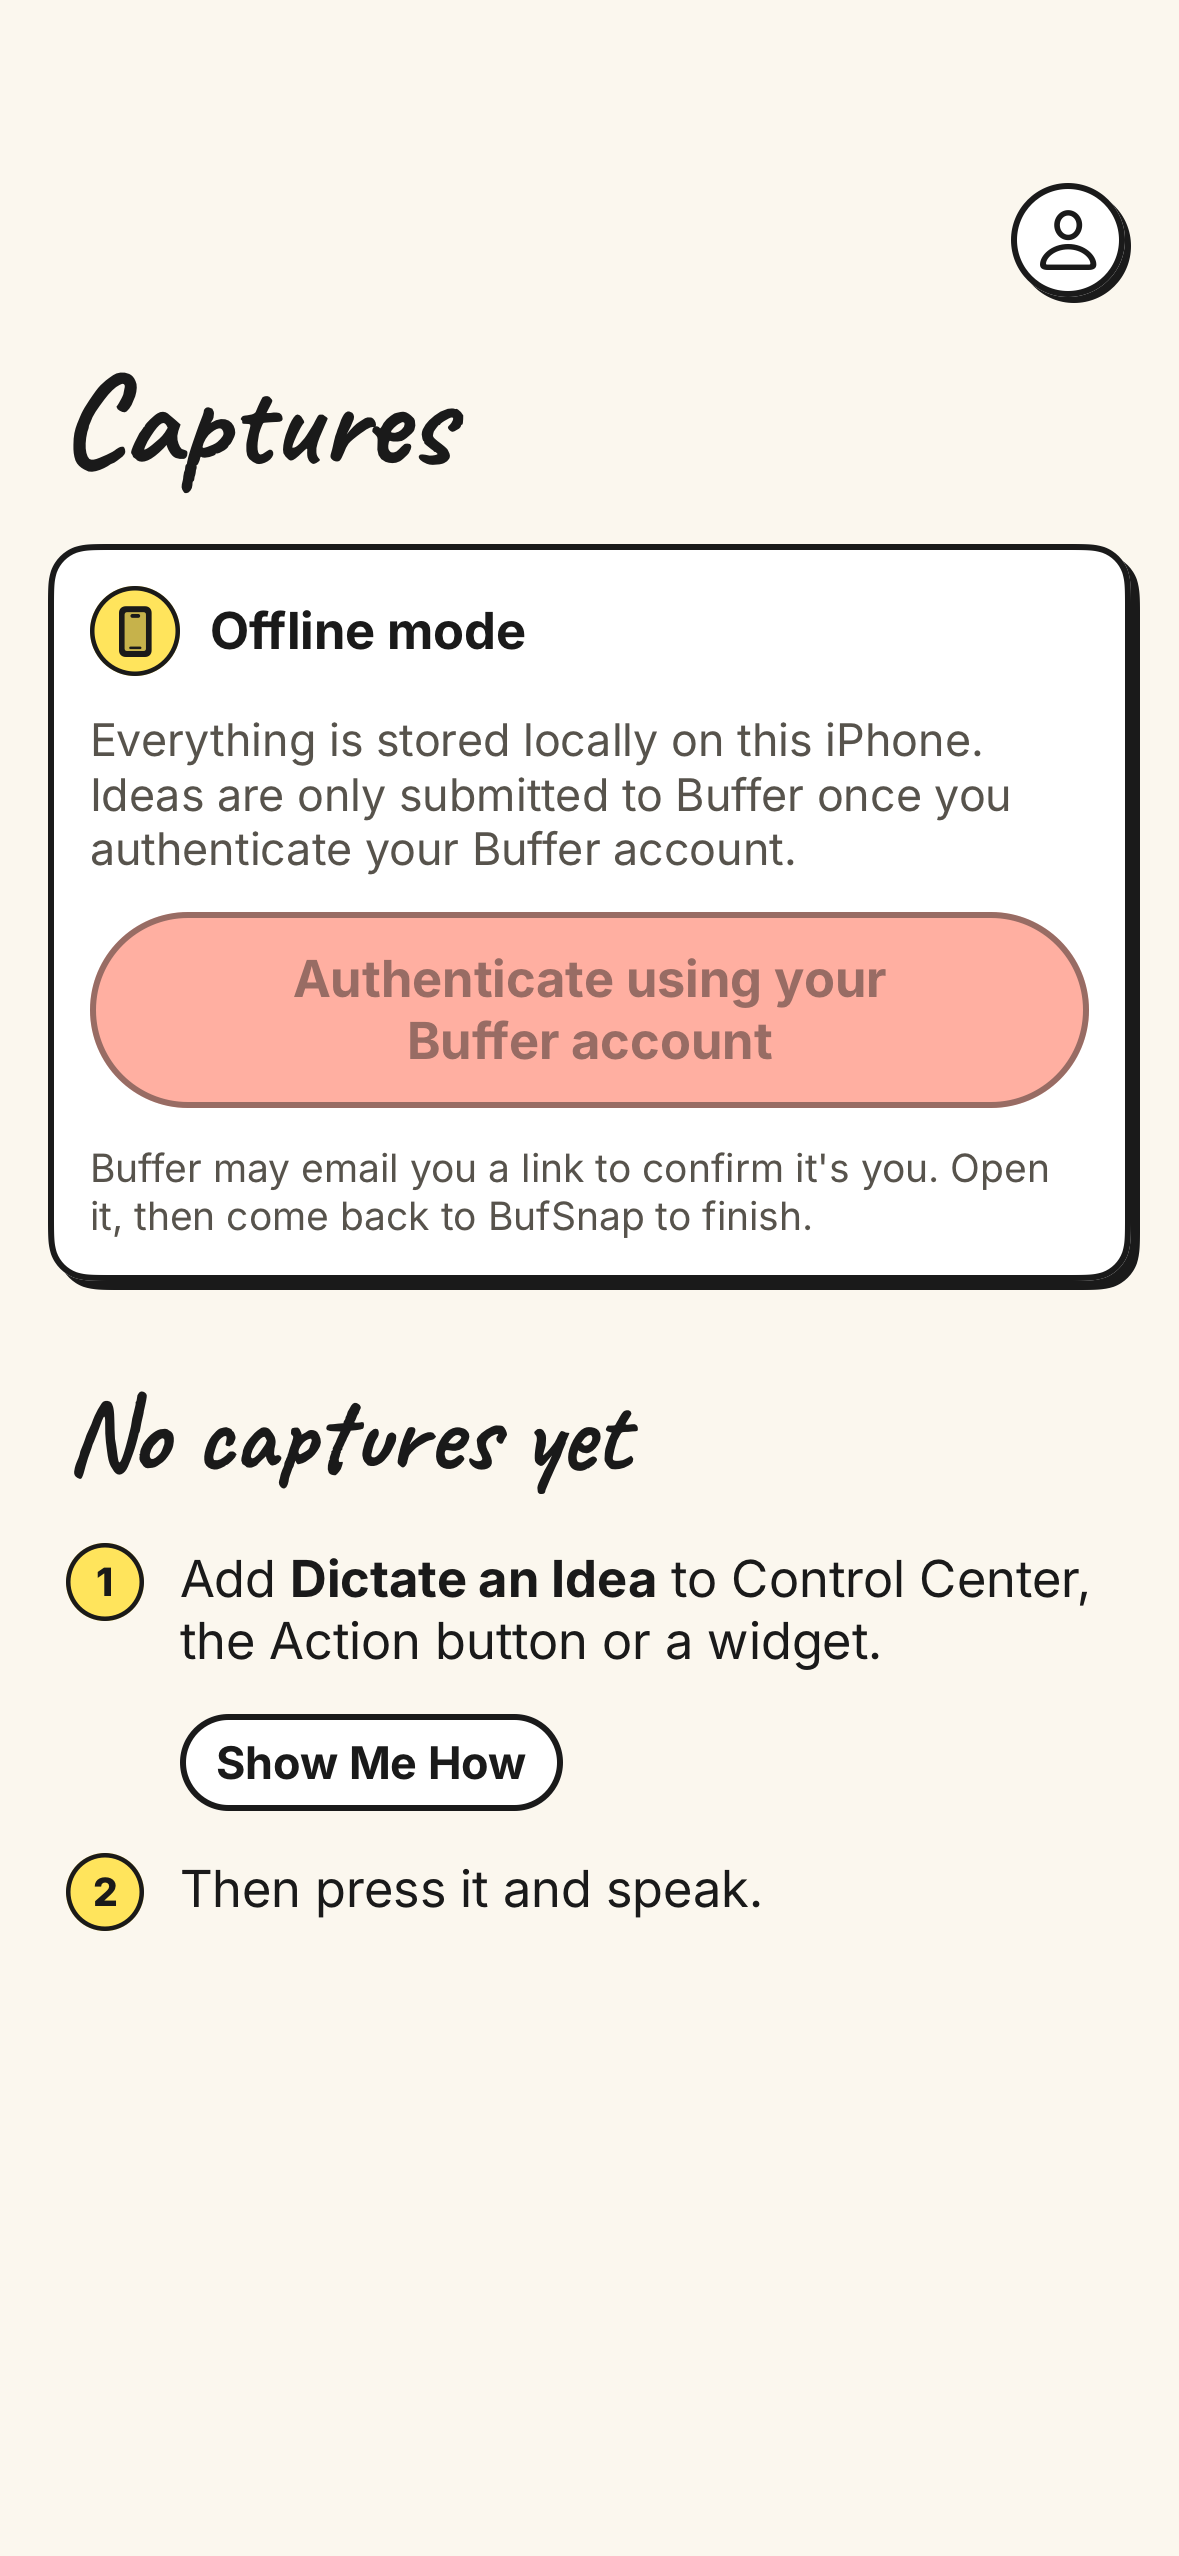 Captures
Offline mode
Everything is stored locally on this iPhone.
Ideas are only submitted to Buffer once you
authenticate your Buffer account.
Authenticate using your
Buffer account
Buffer may email you a link to confirm it's you. Open
it, then come back to BufSnap to finish.
No captures yet
1 Add Dictate an Idea to Control Center,
the Action button or a widget.
Show Me How
2 Then press it and speak.